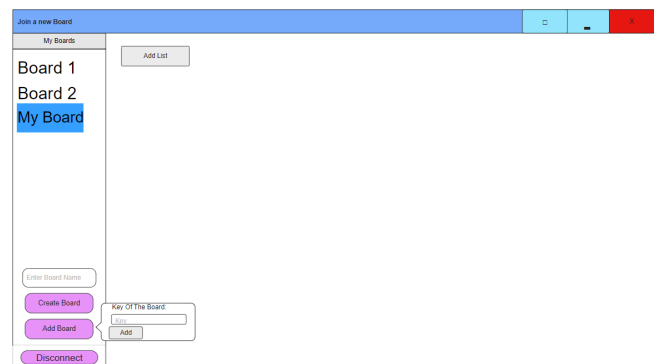 Join a new Board
X
My Boards
Add List
Board 1
Board 2
My Board
Enter Board Name
Create Board
Key Of The Board:
Key
Add Board
Add
Disconnect